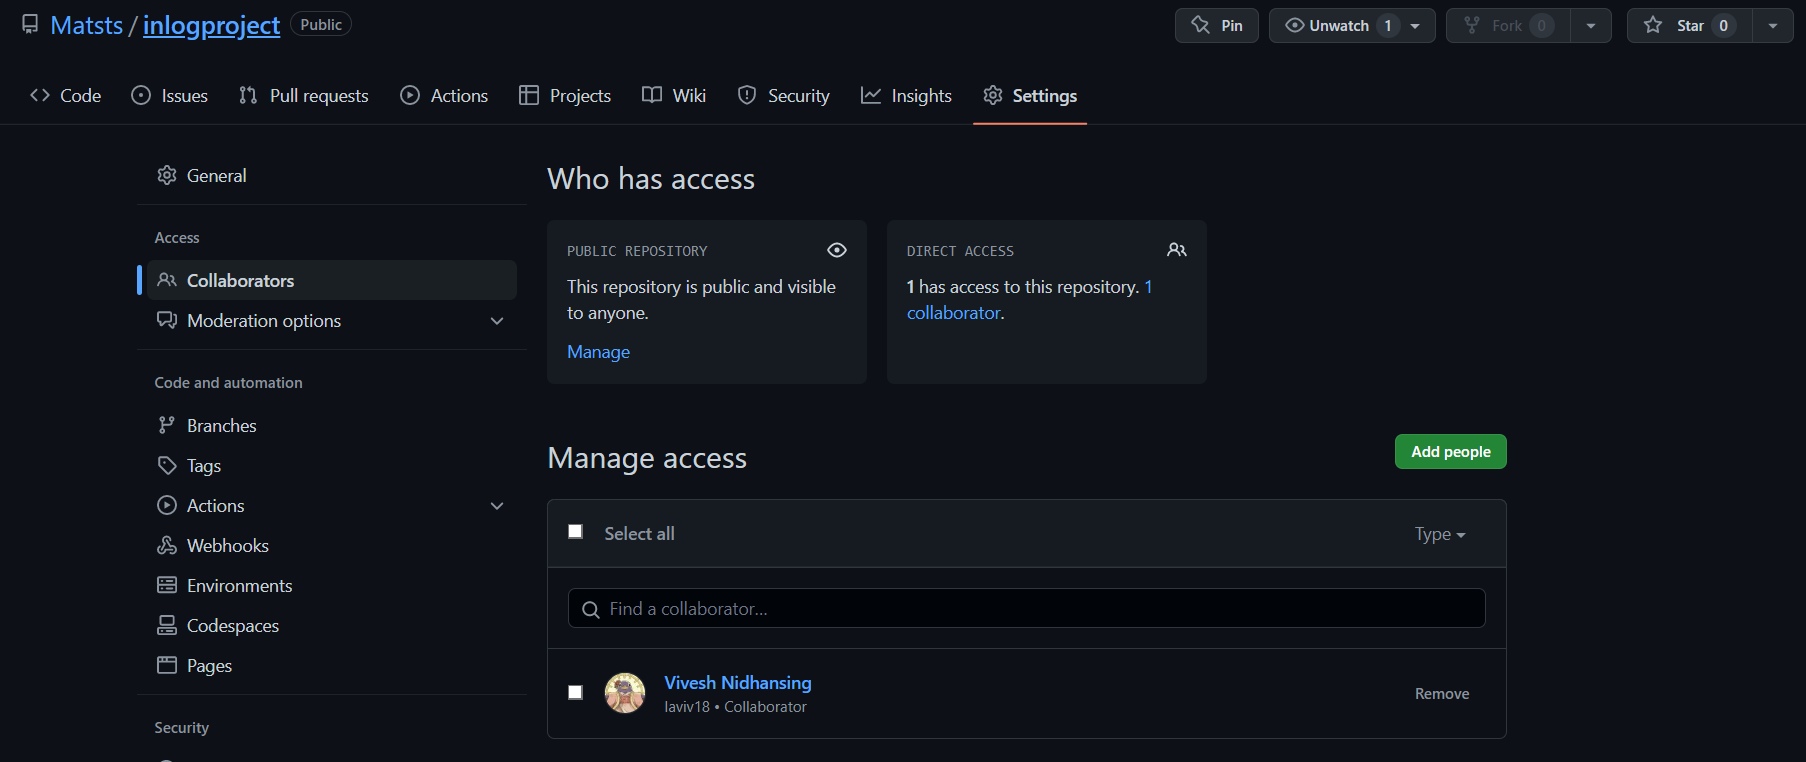 Matsts / inlogproject Public
Pin
Unwatch 1
Fork 0
Star 0
Code
Issues
Pull requests
Actions
Projects
Wiki
Security
Insights
Settings
General
Access
Collaborators
Moderation options
Code and automation
Branches
Tags
Actions
Webhooks
Environments
Codespaces
Pages
Security
Who has access
PUBLIC REPOSITORY
This repository is public and visible
to anyone.
Manage
DIRECT ACCESS
1 has access to this repository. 1
collaborator.
Manage access
Add people
Select all
Type
Find a collaborator...
Vivesh Nidhansing
laviv18 • Collaborator
Remove